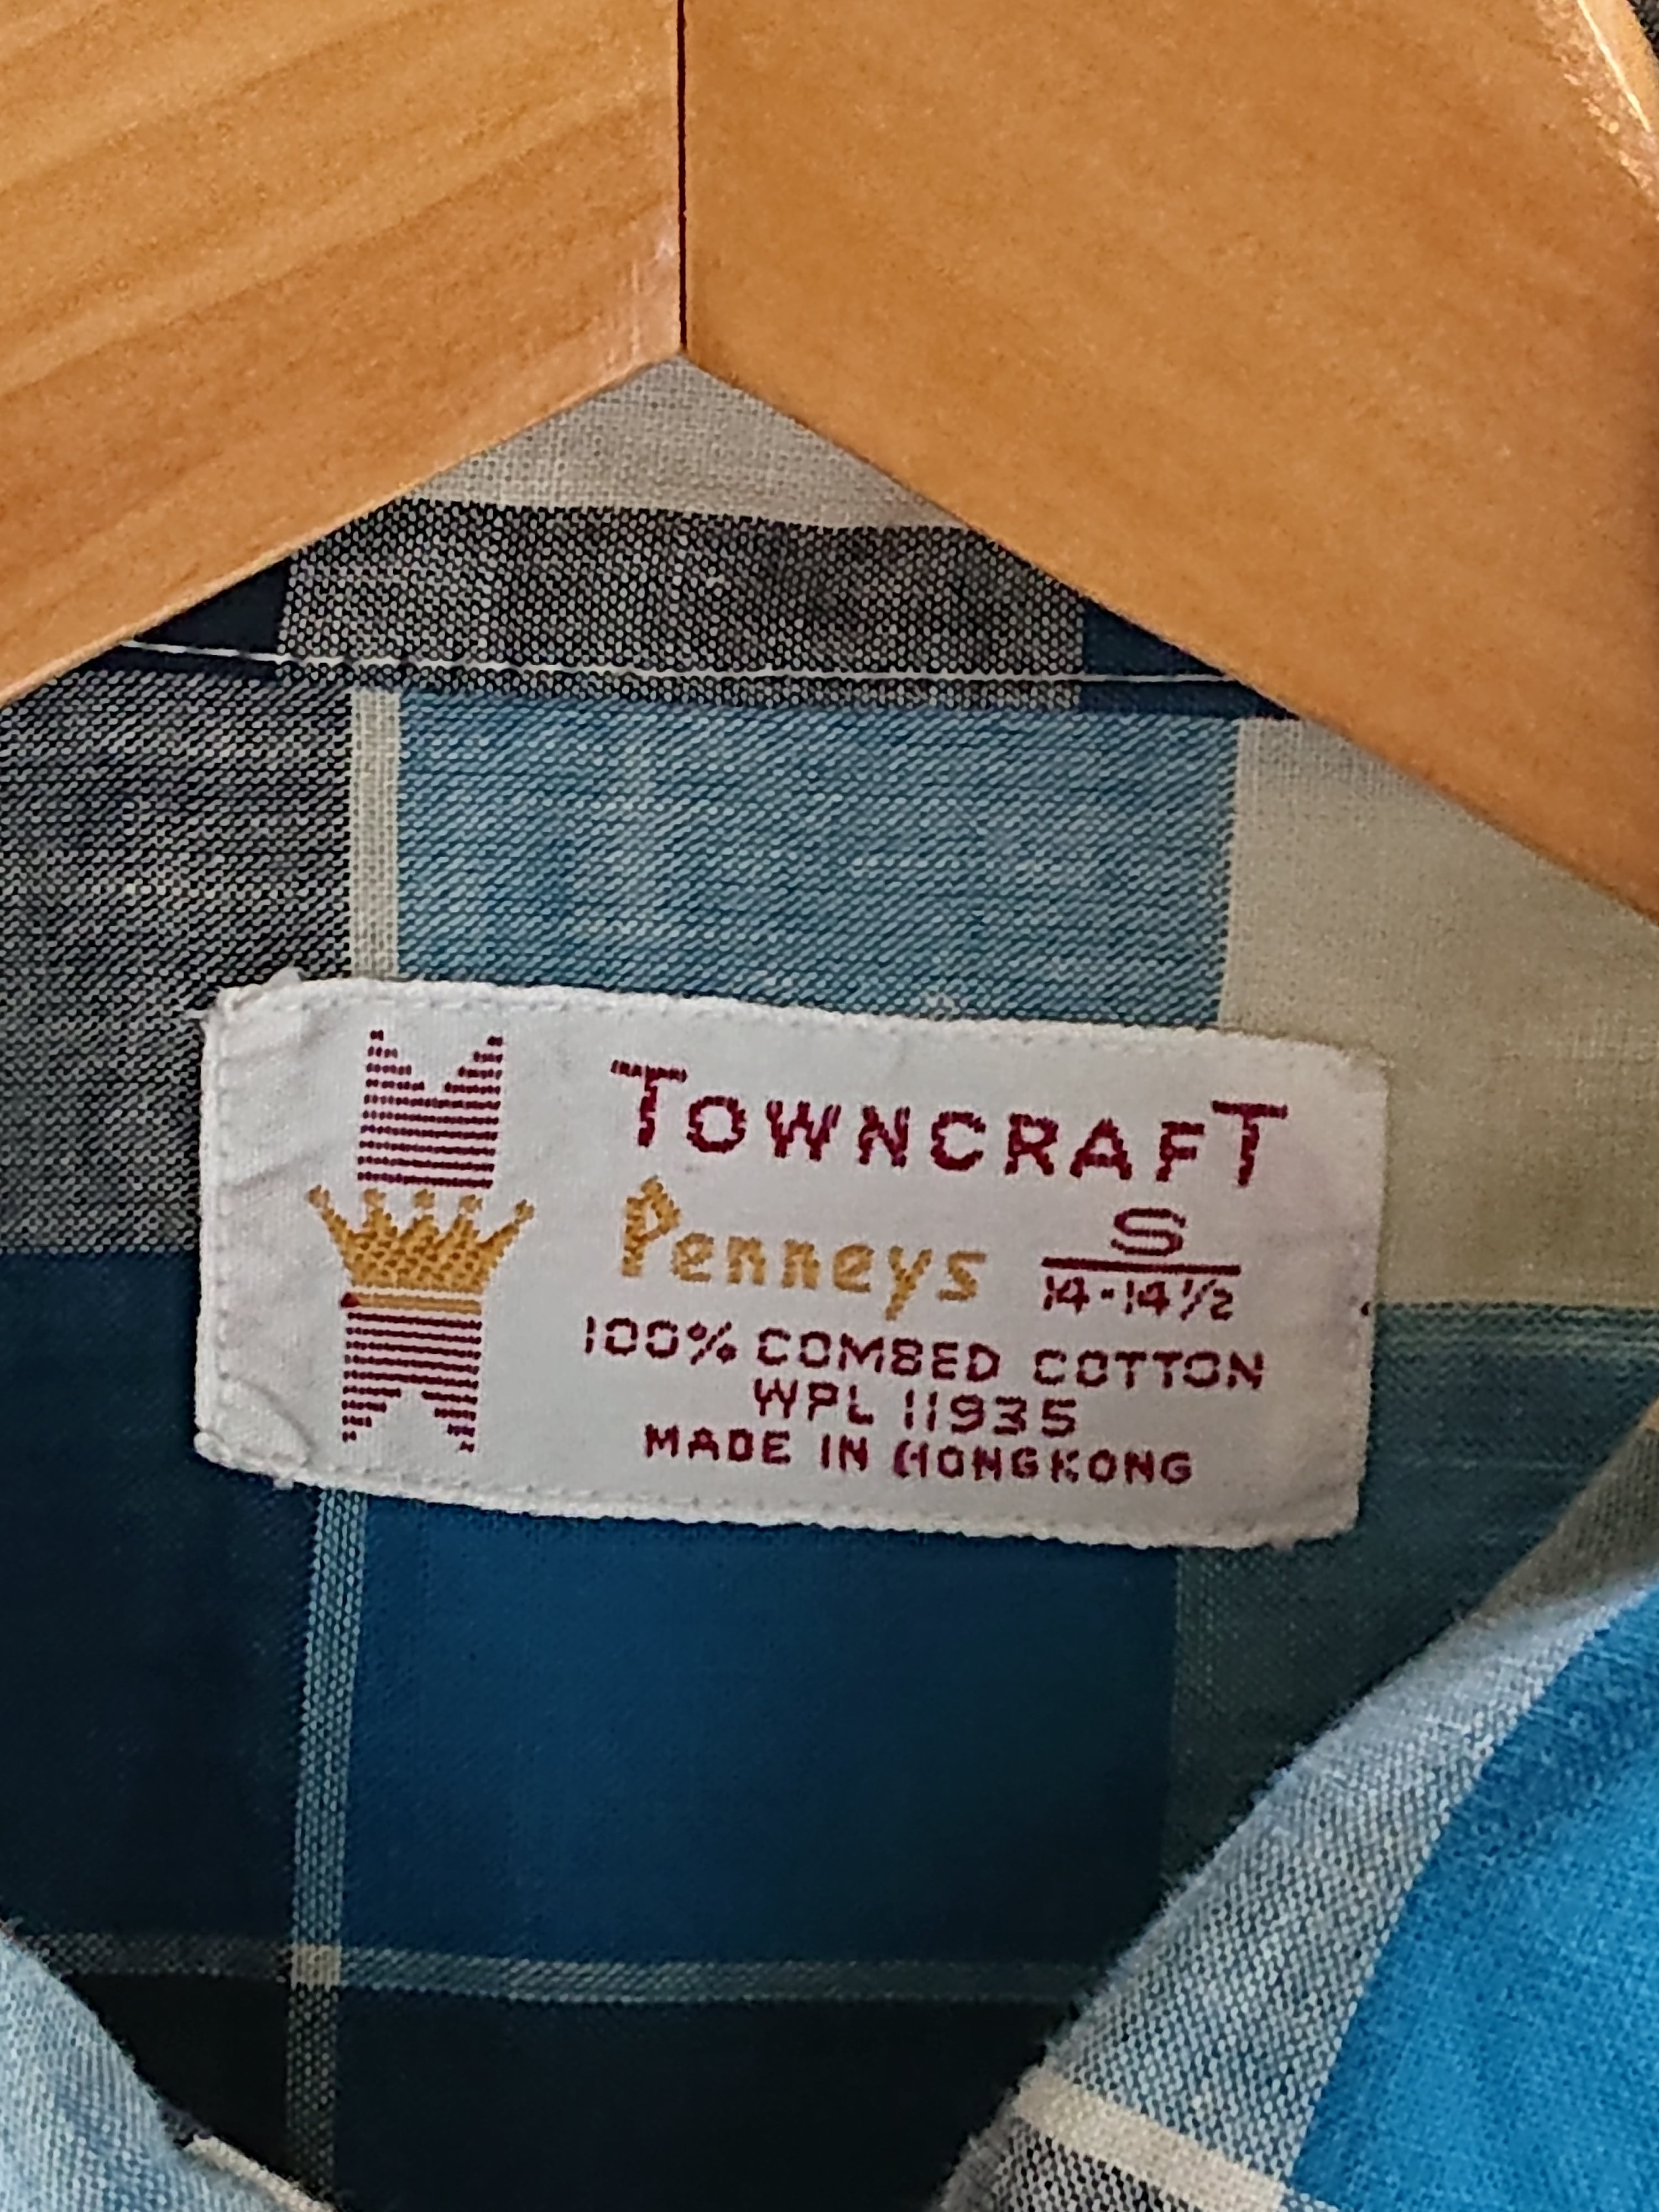 TOWNCRAFT
Penneys S
14-14½
100% COMBED COTTON
WPL 11935
MADE IN HONGKONG